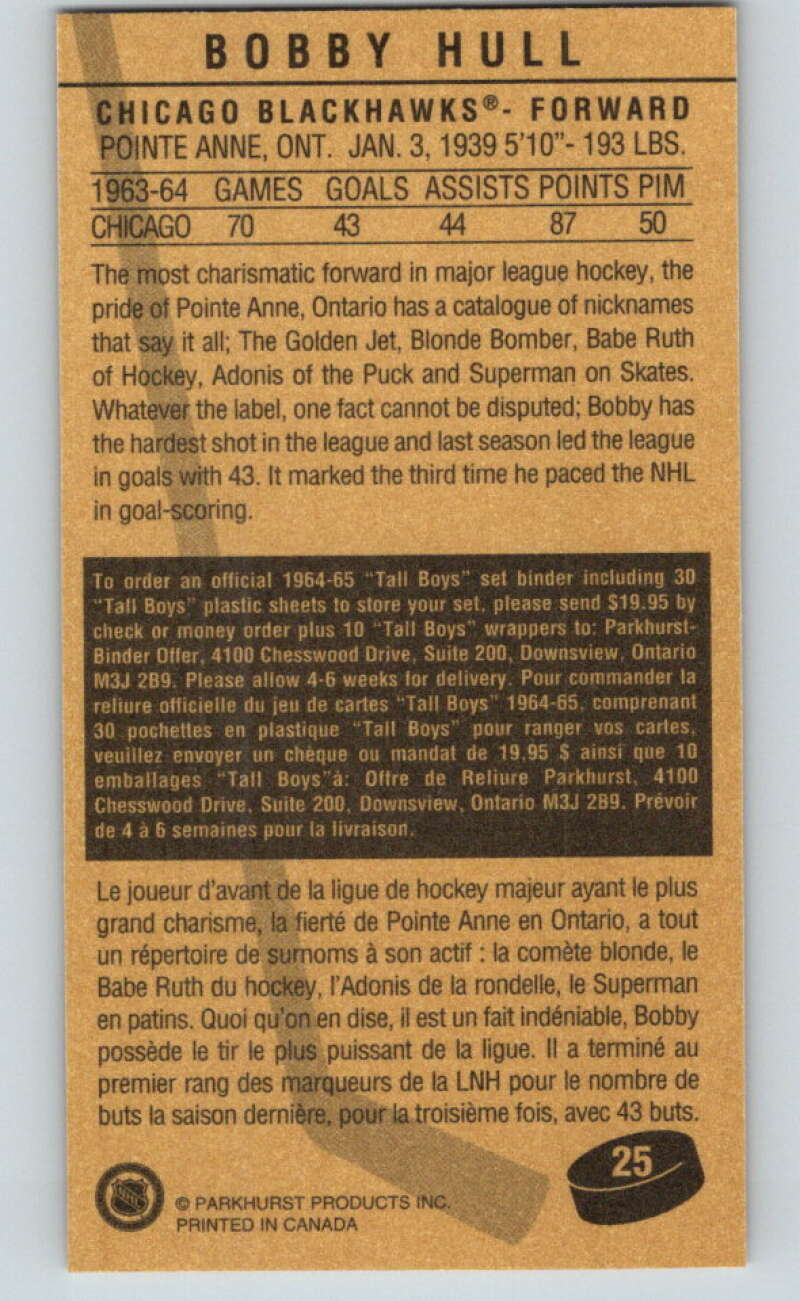 BOBBY HULL
CHICAGO BLACKHAWKS®- FORWARD
POINTE ANNE, ONT. JAN. 3, 1939 5'10"- 193 LBS.
1963-64 GAMES GOALS ASSISTS POINTS PIM
CHICAGO 70 43 44 87 50
The most charismatic forward in major league hockey, the
pride of Pointe Anne, Ontario has a catalogue of nicknames
that say it all; The Golden Jet, Blonde Bomber, Babe Ruth
of Hockey, Adonis of the Puck and Superman on Skates.
Whatever the label, one fact cannot be disputed; Bobby has
the hardest shot in the league and last season led the league
in goals with 43. It marked the third time he paced the NHL
in goal-scoring.
To order an official 1964-65 "Tall Boys" set binder including 30
"Tall Boys" plastic sheets to store your set, please send $19.95 by
check or money order plus 10 "Tall Boys" wrappers to: Parkhurst-
Binder Offer, 4100 Chesswood Drive, Suite 200, Downsview, Ontario
M3J 2B9. Please allow 4-6 weeks for delivery. Pour commander la
reliure officielle du jeu de cartes "Tall Boys" 1964-65, comprenant
30 pochettes en plastique "Tall Boys" pour ranger vos cartes,
veuillez envoyer un chèque ou mandat de 19,95 $ ainsi que 10
emballages "Tall Boys"à: Offre de Reliure Parkhurst, 4100
Chesswood Drive, Suite 200, Downsview, Ontario M3J 2B9. Prévoir
de 4 à 6 semaines pour la livraison.
Le joueur d'avant de la ligue de hockey majeur ayant le plus
grand charisme, la fierté de Pointe Anne en Ontario, a tout
un répertoire de surnoms à son actif : la comète blonde, le
Babe Ruth du hockey, l'Adonis de la rondelle, le Superman
en patins. Quoi qu'on en dise, il est un fait indéniable, Bobby
possède le tir le plus puissant de la ligue. Il a terminé au
premier rang des marqueurs de la LNH pour le nombre de
buts la saison dernière, pour la troisième fois, avec 43 buts.
25
NHL
© PARKHURST PRODUCTS INC.
PRINTED IN CANADA